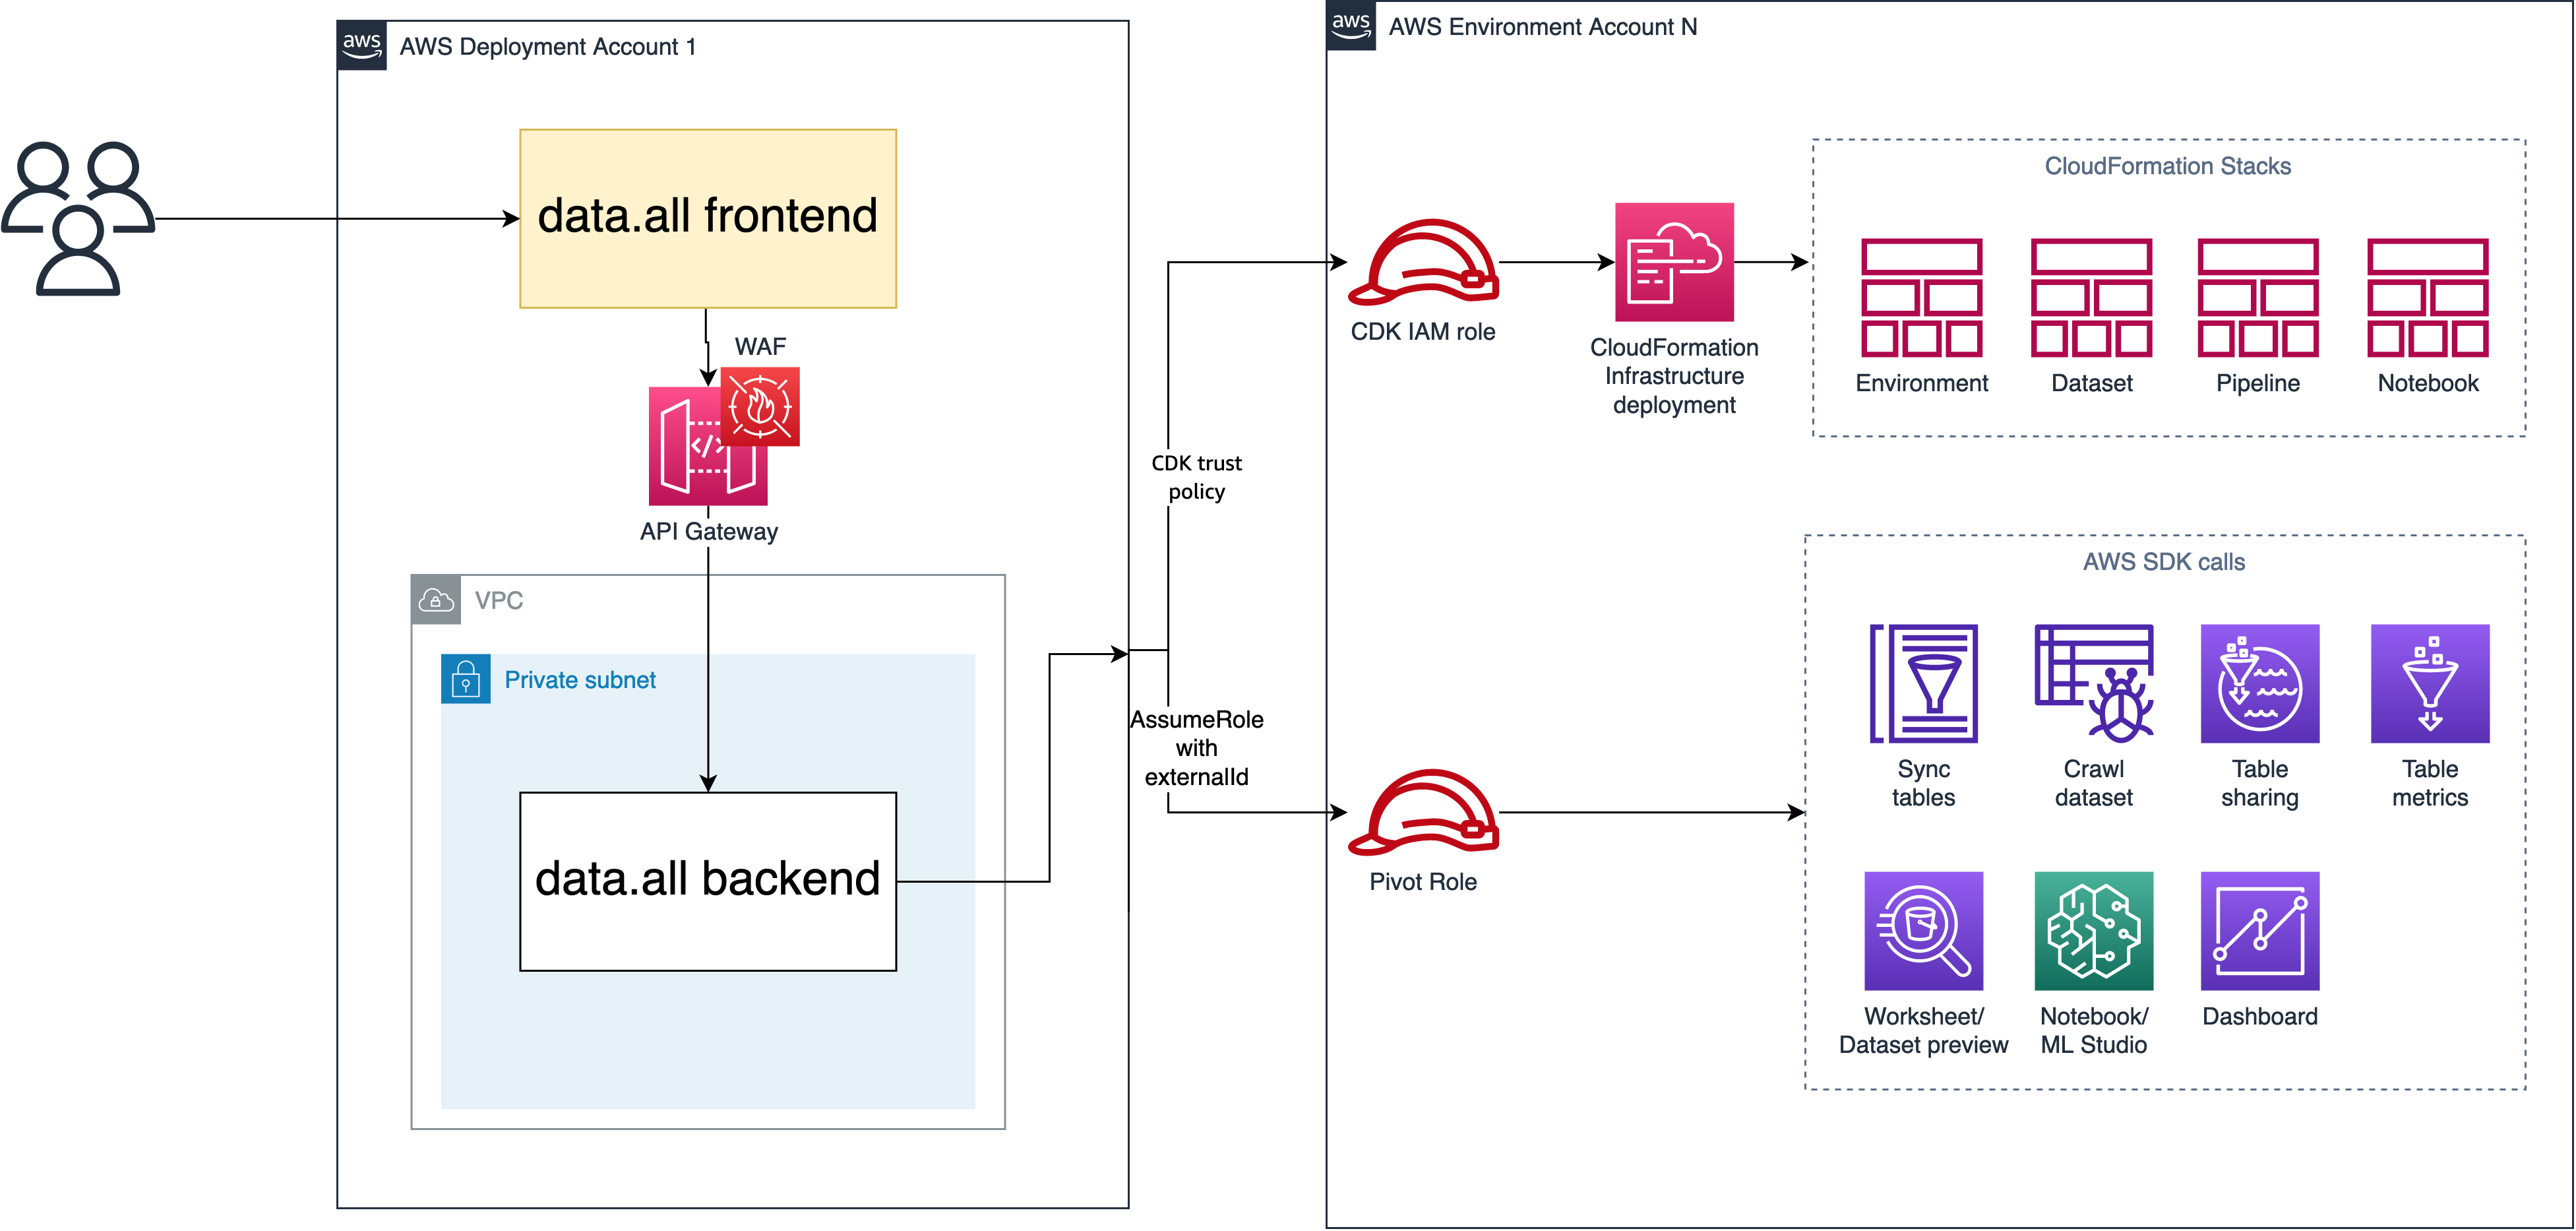 aws
AWS Deployment Account 1
data.all frontend
WAF
API Gateway
VPC
Private subnet
data.all backend
CDK trust
policy
AssumeRole
with
externalId
aws
AWS Environment Account N
CDK IAM role
CloudFormation
Infrastructure
deployment
CloudFormation Stacks
Environment
Dataset
Pipeline
Notebook
Pivot Role
AWS SDK calls
Sync
tables
Crawl
dataset
Table
sharing
Table
metrics
Worksheet/
Dataset preview
Notebook/
ML Studio
Dashboard